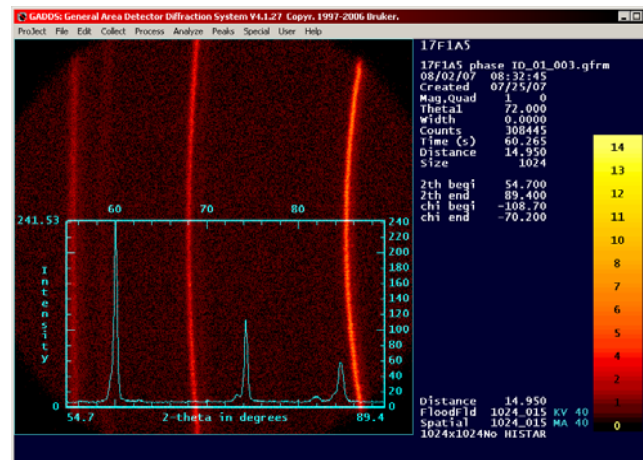 GADDS: General Area Detector Diffraction System V4.1.27 Copyr. 1997-2006 Bruker.
Project File Edit Collect Process Analyze Peaks Special User Help
17F1A5
17F1A5 phase ID_01_003.gfrm
08/02/07 08:32:45
Created 07/25/07
Mag.Quad 1 0
Theta1 72.000
Width 0.0000
Counts 308445
Time (s) 60.265
Distance 14.950
Size 1024
2th begi 54.700
2th end 89.400
chi begi -108.70
chi end -70.200
14
13
12
11
10
9
8
7
6
5
4
3
2
1
0
60 70 80
241.53
240
220
200
180
160
140
120
100
80
60
40
20
0
Intensity
54.7 2-theta in degrees 89.4
Distance 14.950
FloodFld 1024_015 KV 40
Spatial 1024_015 MA 40
1024x1024No HISTAR